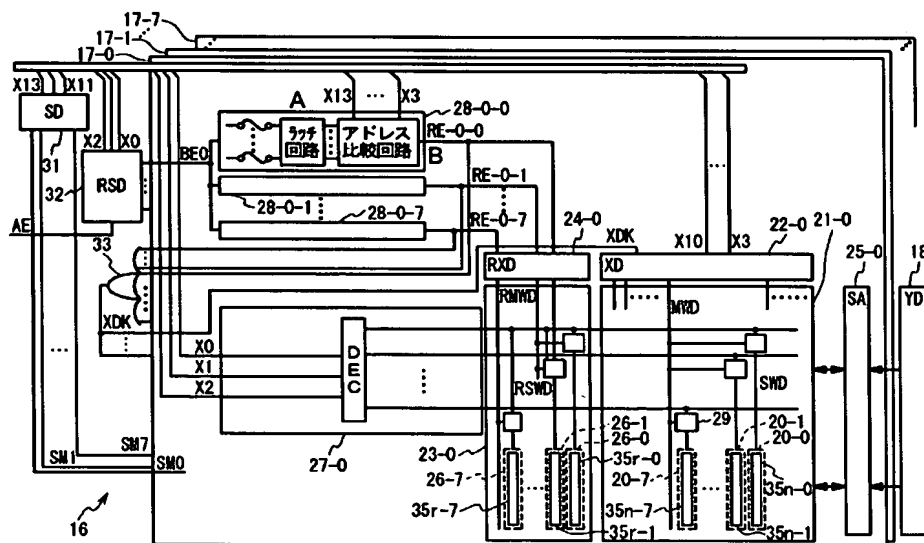 17-7
17-1
17-0
X13 X11
SD
31
X2 X0
32
RSD
AE
33
BE0
A
X13 … X3
28-0-0
ラッチ回路
アドレス比較回路
B
RE-0-0
28-0-1
RE-0-1
28-0-7
RE-0-7
24-0
XDK
X10 X3
22-0
21-0
25-0
18
RXD
XD
SA
YD
RMWD
MWD
XDK
X0
X1
X2
DEC
RSWD
SWD
29
27-0
23-0
26-1
26-0
20-1
20-0
26-7
35r-0
20-7
35n-0
35r-7
35r-1
35n-7
35n-1
SM7
SM1
SM0
16